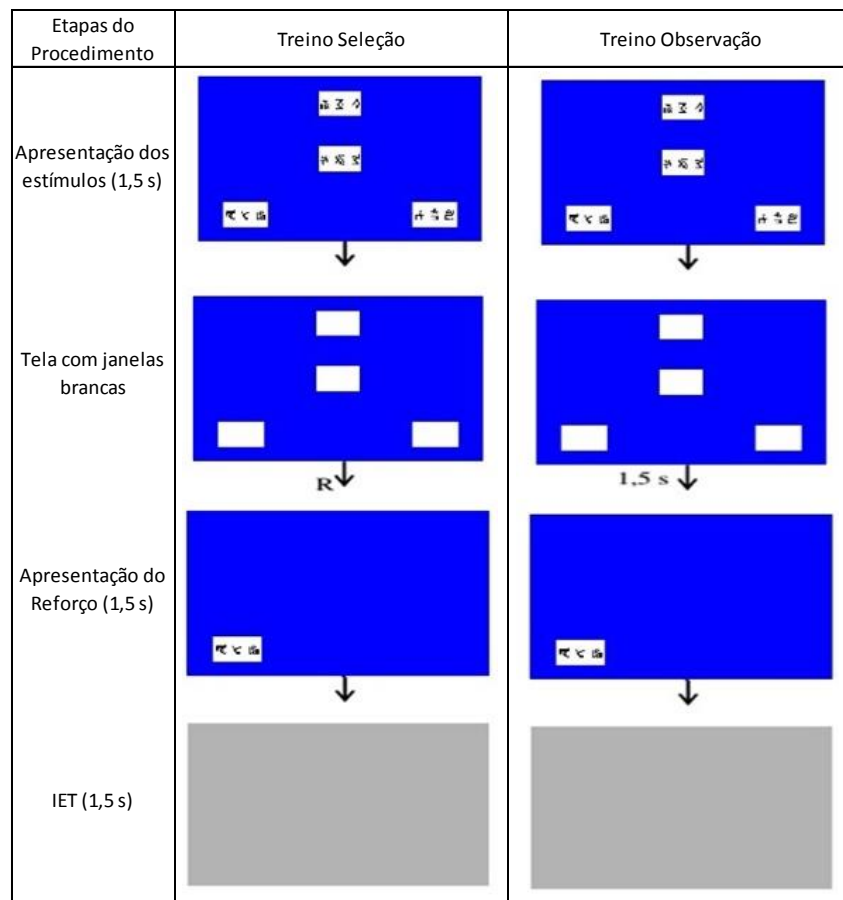 Etapas do
Procedimento
Treino Seleção
Treino Observação
Apresentação dos
estímulos (1,5 s)
Tela com janelas
brancas
R
1,5 s
Apresentação do
Reforço (1,5 s)
IET (1,5 s)